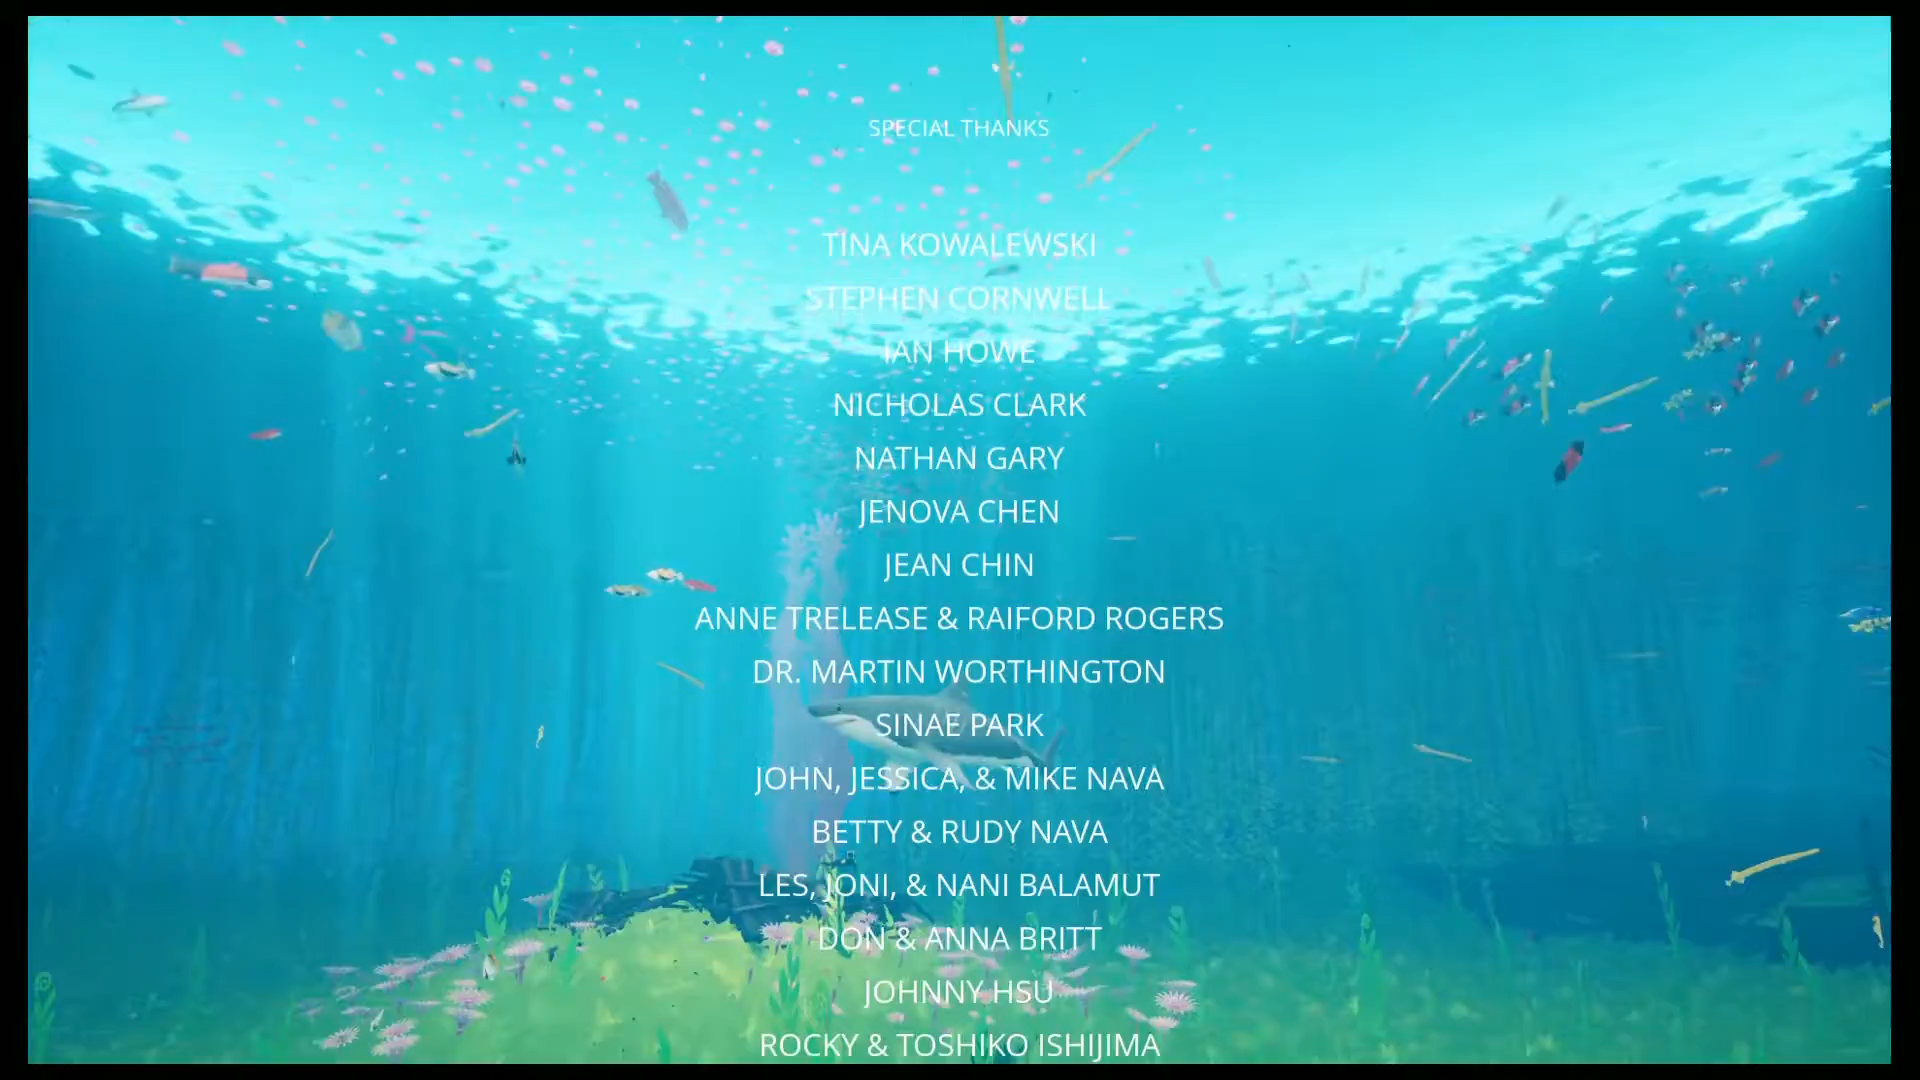 SPECIAL THANKS
TINA KOWALEWSKI
STEPHEN CORNWELL
IAN HOWE
NICHOLAS CLARK
NATHAN GARY
JENOVA CHEN
JEAN CHIN
ANNE TRELEASE & RAIFORD ROGERS
DR. MARTIN WORTHINGTON
SINAE PARK
JOHN, JESSICA, & MIKE NAVA
BETTY & RUDY NAVA
LES, JONI, & NANI BALAMUT
DON & ANNA BRITT
JOHNNY HSU
ROCKY & TOSHIKO ISHIJIMA